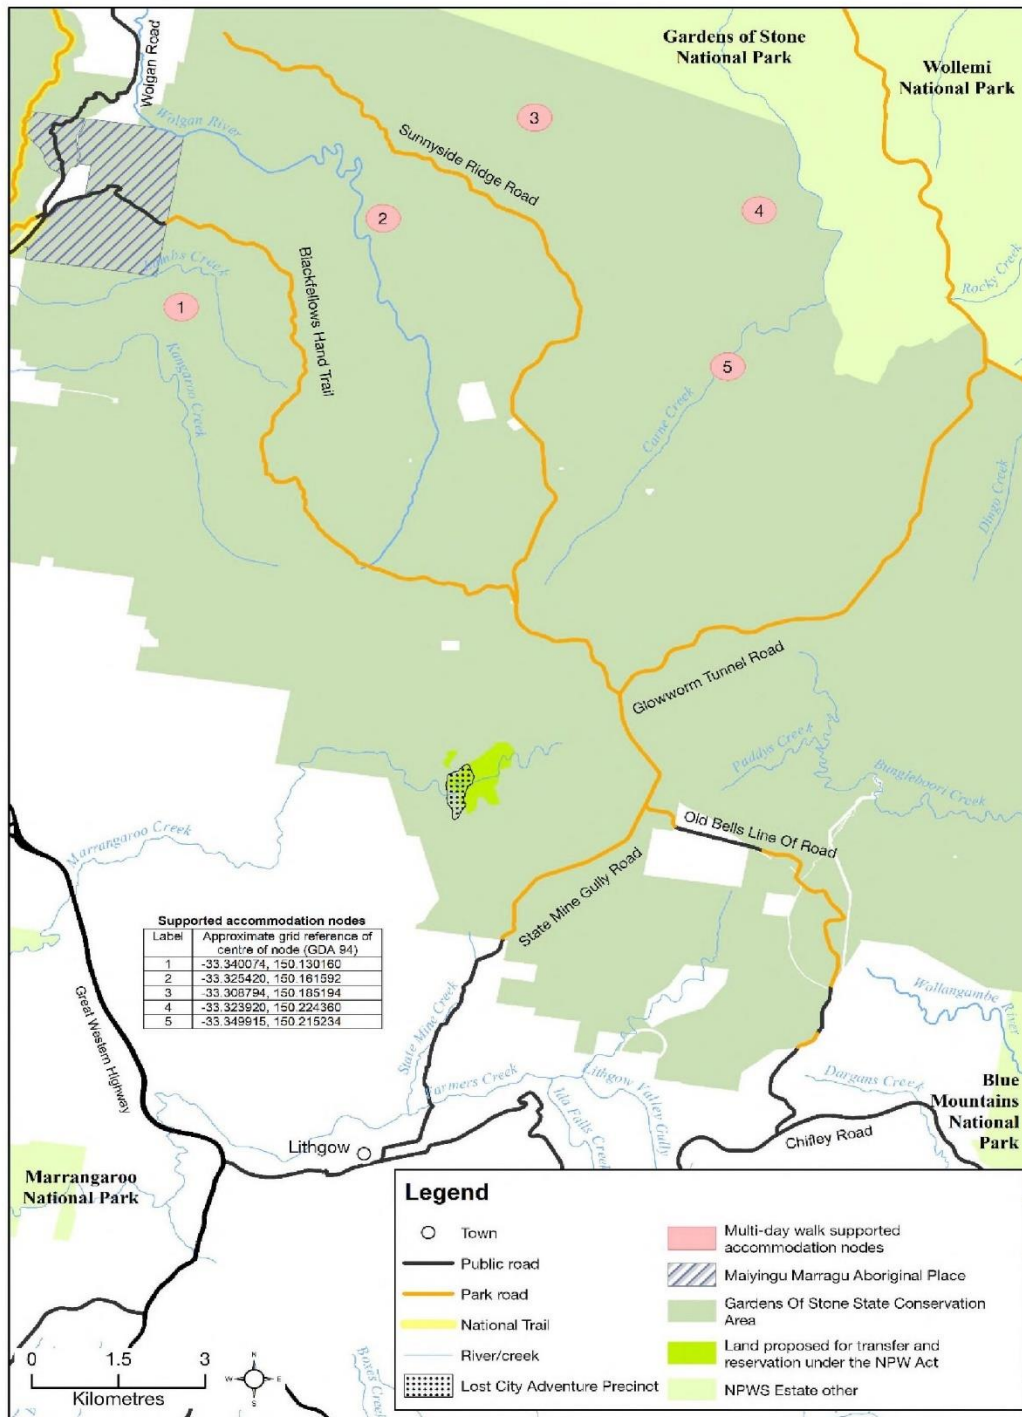 Gardens of Stone
National Park
Wollemi
National Park
Wolgan Road
Wolgan River
Sunnyside Ridge Road
3
2
4
Rocky Creek
Lambs Creek
1
Blackfellows Hand Trail
Kangaroo Creek
5
Carne Creek
Dingo Creek
Glowworm Tunnel Road
Paddys Creek
Bungleboori Creek
Marrangaroo Creek
Old Bells Line Of Road
State Mine Gully Road
Supported accommodation nodes
Label Approximate grid reference of
centre of node (GDA 94)
1 -33.340074, 150.130160
2 -33.325420, 150.161592
3 -33.308794, 150.185194
4 -33.323920, 150.224360
5 -33.349915, 150.215234
Great Western Highway
State Mine Creek
Farmers Creek
Ida Falls Creek
Lithgow Valley Gully
Wallangambe
River
Dargans Creek
Blue
Mountains
National
Park
Lithgow
Chifley Road
Marrangaroo
National Park
Legend
Town
Public road
Park road
National Trail
River/creek
Lost City Adventure Precinct
Multi-day walk supported
accommodation nodes
Maiyingu Marragu Aboriginal Place
Gardens Of Stone State Conservation
Area
Land proposed for transfer and
reservation under the NPW Act
NPWS Estate other
0 1.5 3
Kilometres
N
W E
S
Boxes Creek